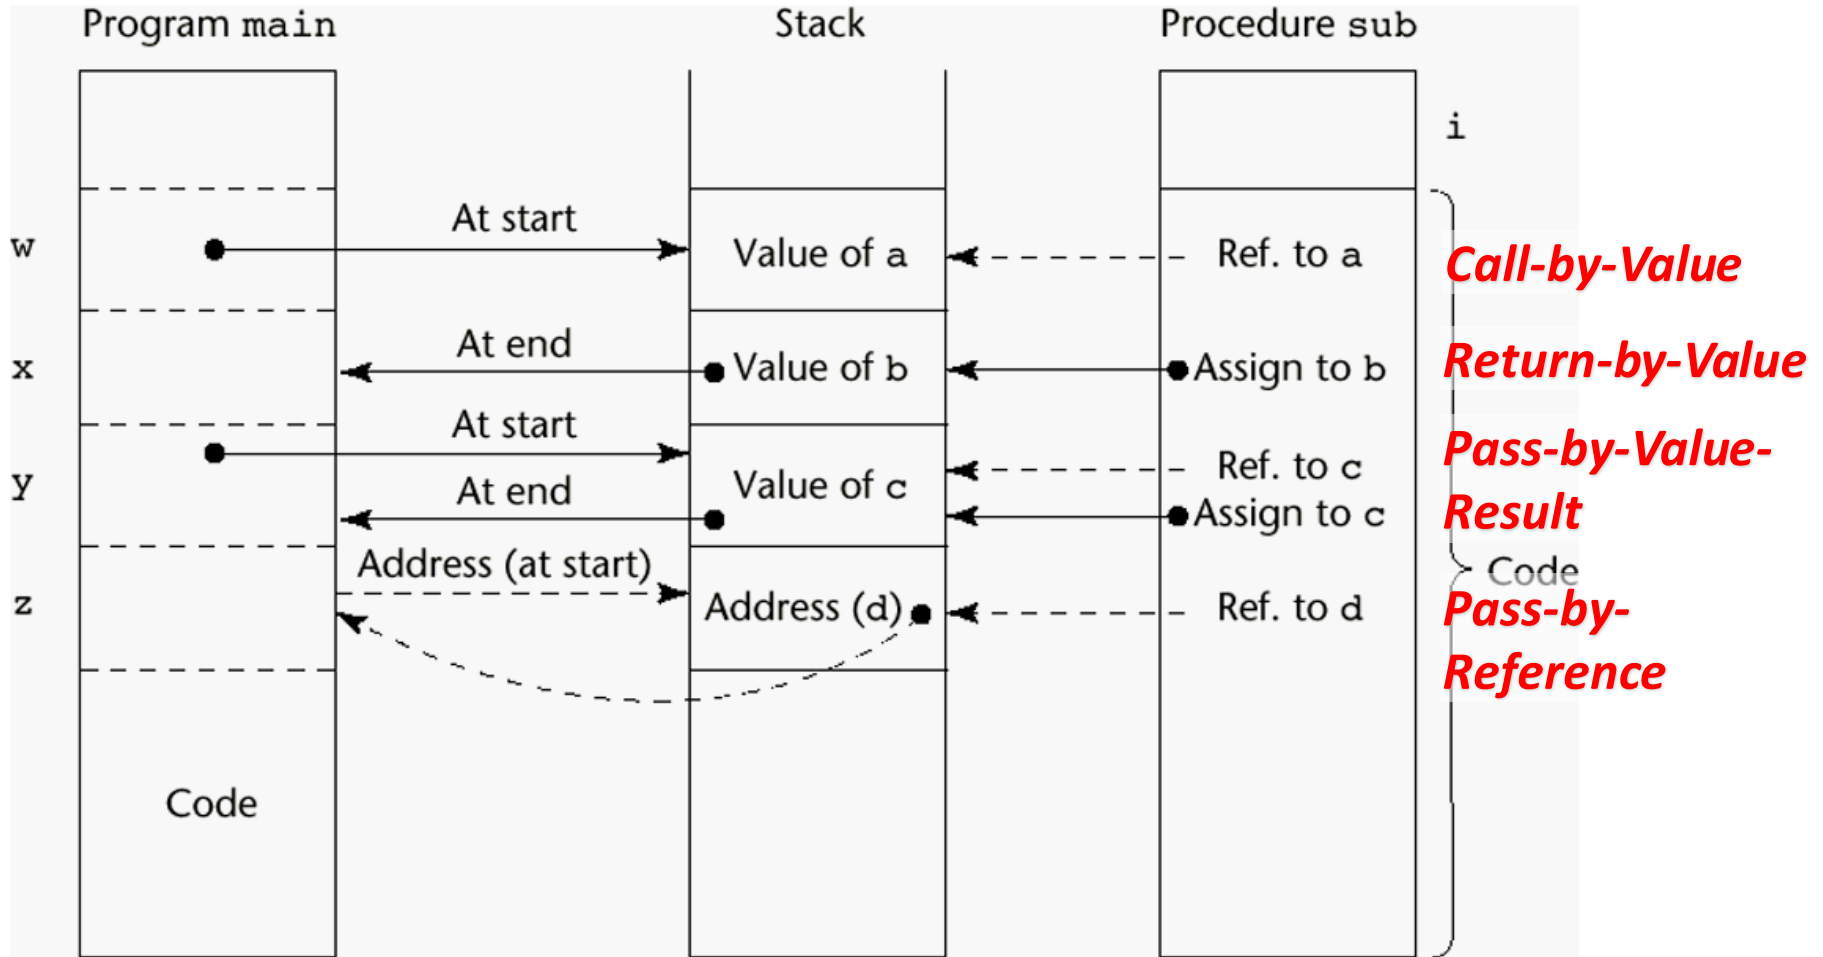 Program main
Stack
Procedure sub
i
w
At start
Value of a
Ref. to a
Call-by-Value
x
At end
Value of b
Assign to b
Return-by-Value
y
At start
At end
Value of c
Ref. to c
Assign to c
Pass-by-Value-
Result
Code
z
Address (at start)
Address (d)
Ref. to d
Pass-by-
Reference
Code